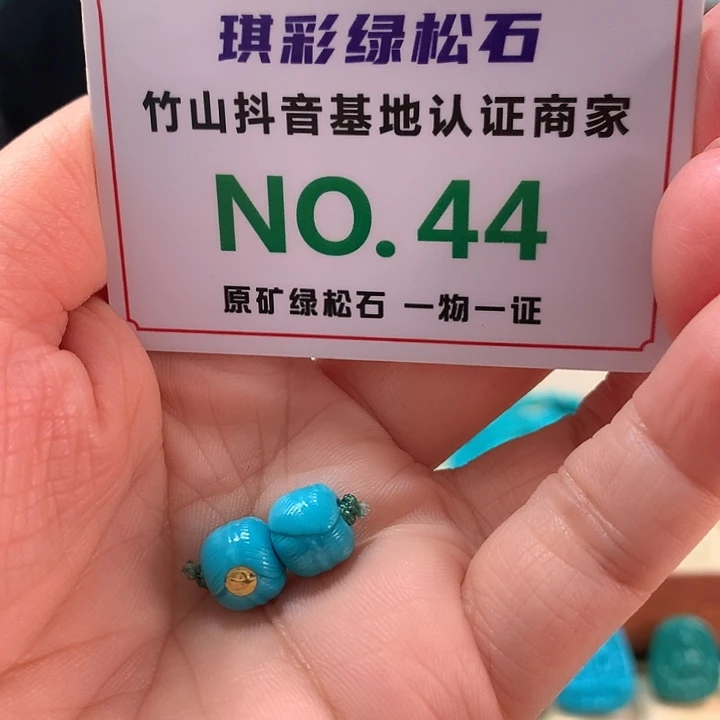 琪彩绿松石
竹山抖音基地认证商家
NO.44
原矿绿松石 一物一证